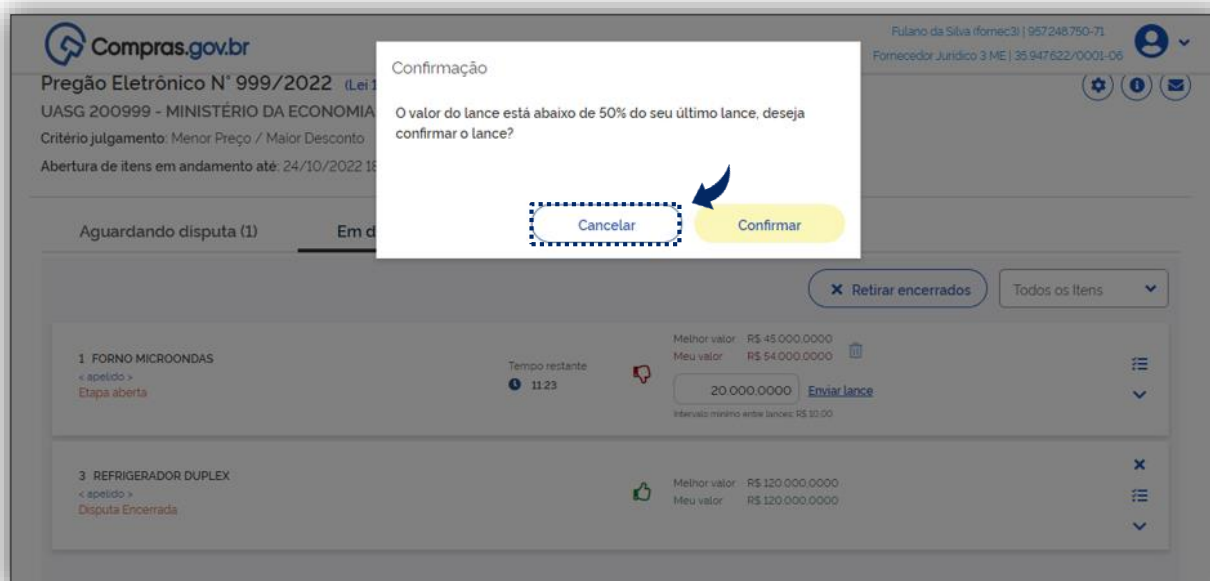 Compras.gov.br
Fulano da Silva (fornec3) | 957.248.750-71
Fornecedor Jurídico 3 ME | 35.947.622/0001-06
Pregão Eletrônico N° 999/2022 (Lei 1
UASG 200999 - MINISTÉRIO DA ECONOMIA
Critério julgamento: Menor Preço / Maior Desconto
Abertura de itens em andamento até: 24/10/2022 18
Confirmação
O valor do lance está abaixo de 50% do seu último lance, deseja
confirmar o lance?
Cancelar
Confirmar
Aguardando disputa (1)
Em d
Retirar encerrados
Todos os Itens
1 FORNO MICROONDAS
< apelido >
Etapa aberta
Tempo restante
11:23
Melhor valor R$ 45.000,0000
Meu valor R$ 54.000,0000
20.000,0000 Enviar lance
Intervalo mínimo entre lances: R$ 10,00
3 REFRIGERADOR DUPLEX
< apelido >
Disputa Encerrada
Melhor valor R$ 120.000,0000
Meu valor R$ 120.000,0000